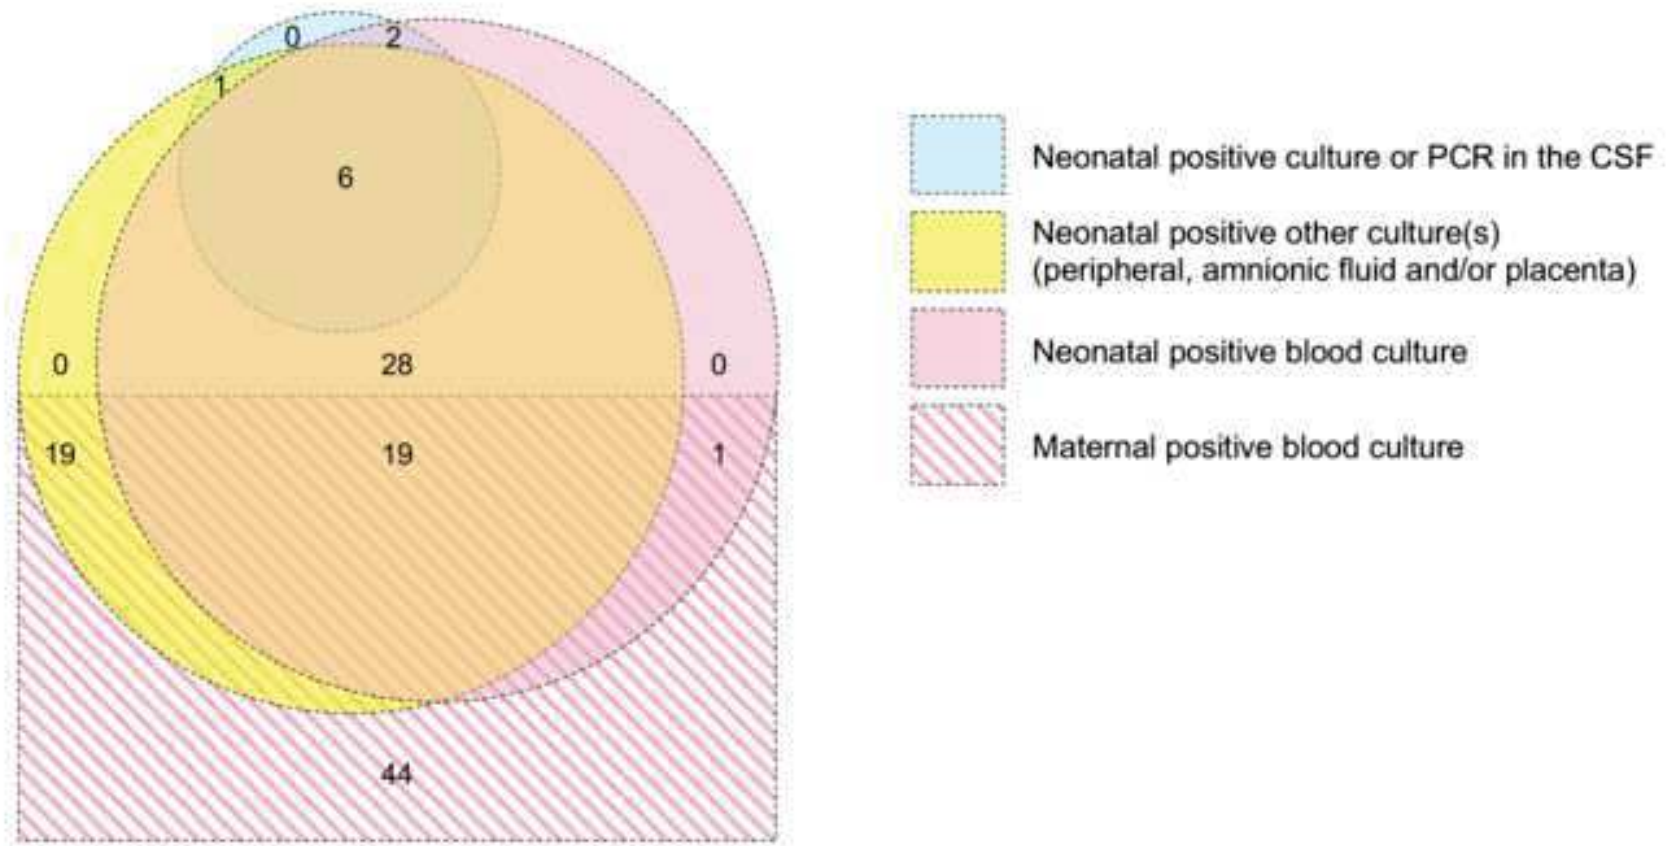 0
2
1
6
0
28
0
19
19
1
44
Neonatal positive culture or PCR in the CSF
Neonatal positive other culture(s)
(peripheral, amnionic fluid and/or placenta)
Neonatal positive blood culture
Maternal positive blood culture